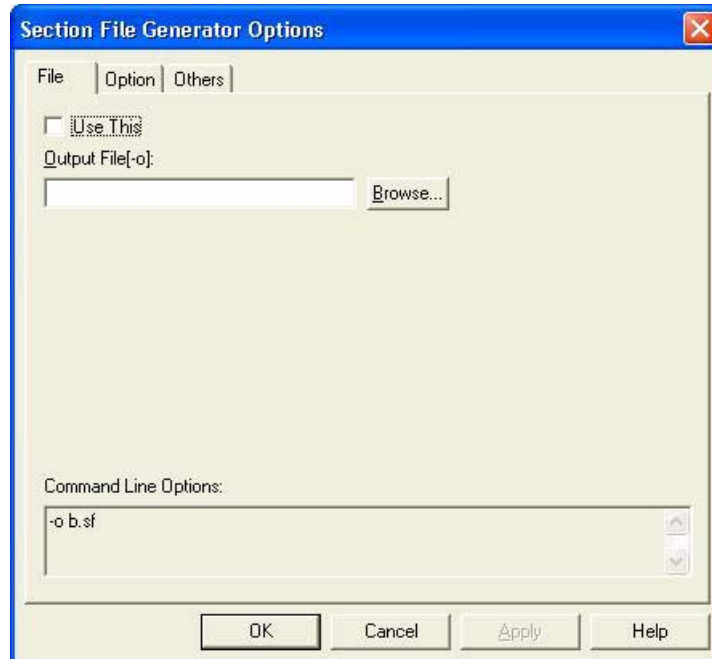 Section File Generator Options
File Option Others
Use This
Output File[-o]:
Browse...
Command Line Options:
-o b.sf
OK Cancel Apply Help